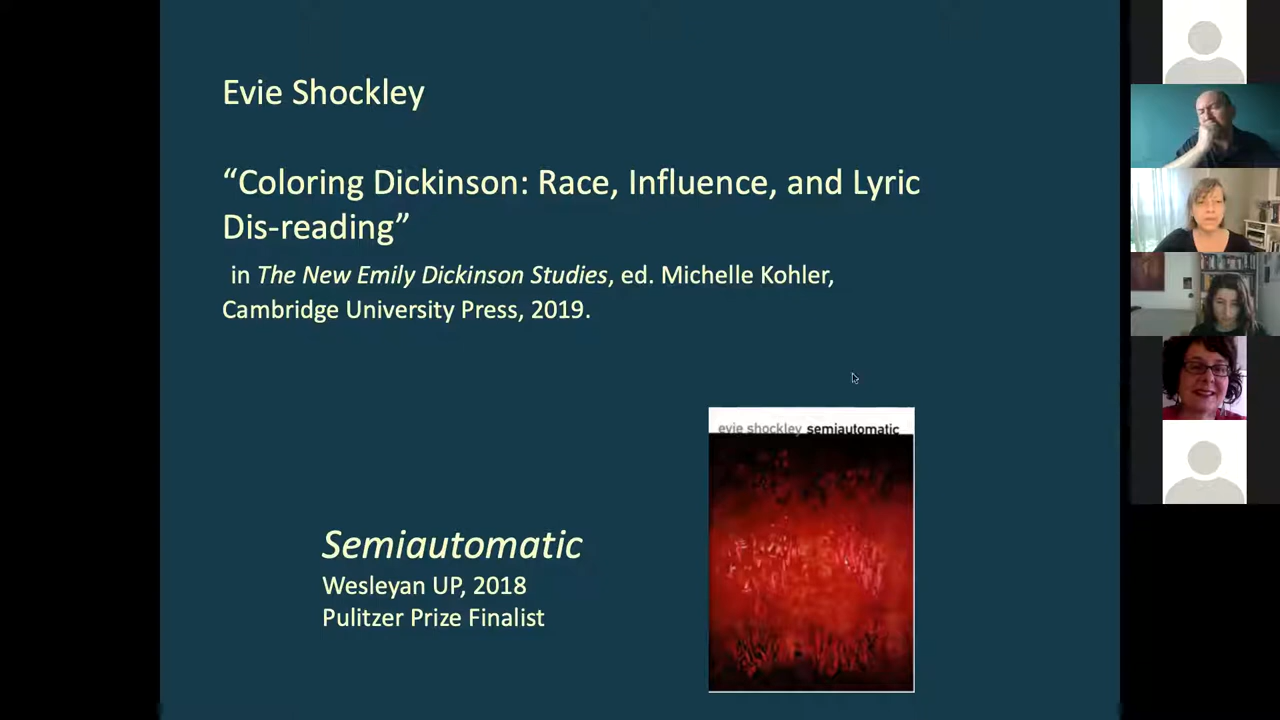 Evie Shockley
“Coloring Dickinson: Race, Influence, and Lyric
Dis-reading”
in The New Emily Dickinson Studies, ed. Michelle Kohler,
Cambridge University Press, 2019.
evie shockley semiautomatic
Semiautomatic
Wesleyan UP, 2018
Pulitzer Prize Finalist